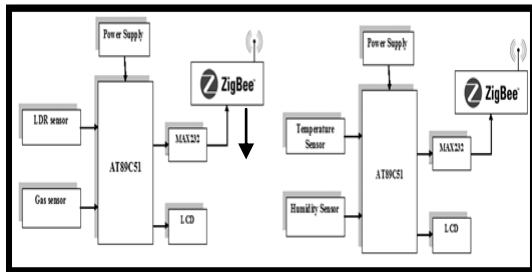 Power Supply
ZigBee
LDR sensor
AT89C51
MAX232
Gas sensor
LCD
Power Supply
ZigBee
Temperature
Sensor
AT89C51
MAX232
Humidity Sensor
LCD